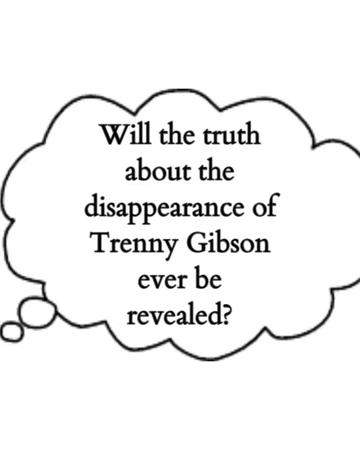 Will the truth
about the
disappearance of
Trenny Gibson
ever be
revealed?